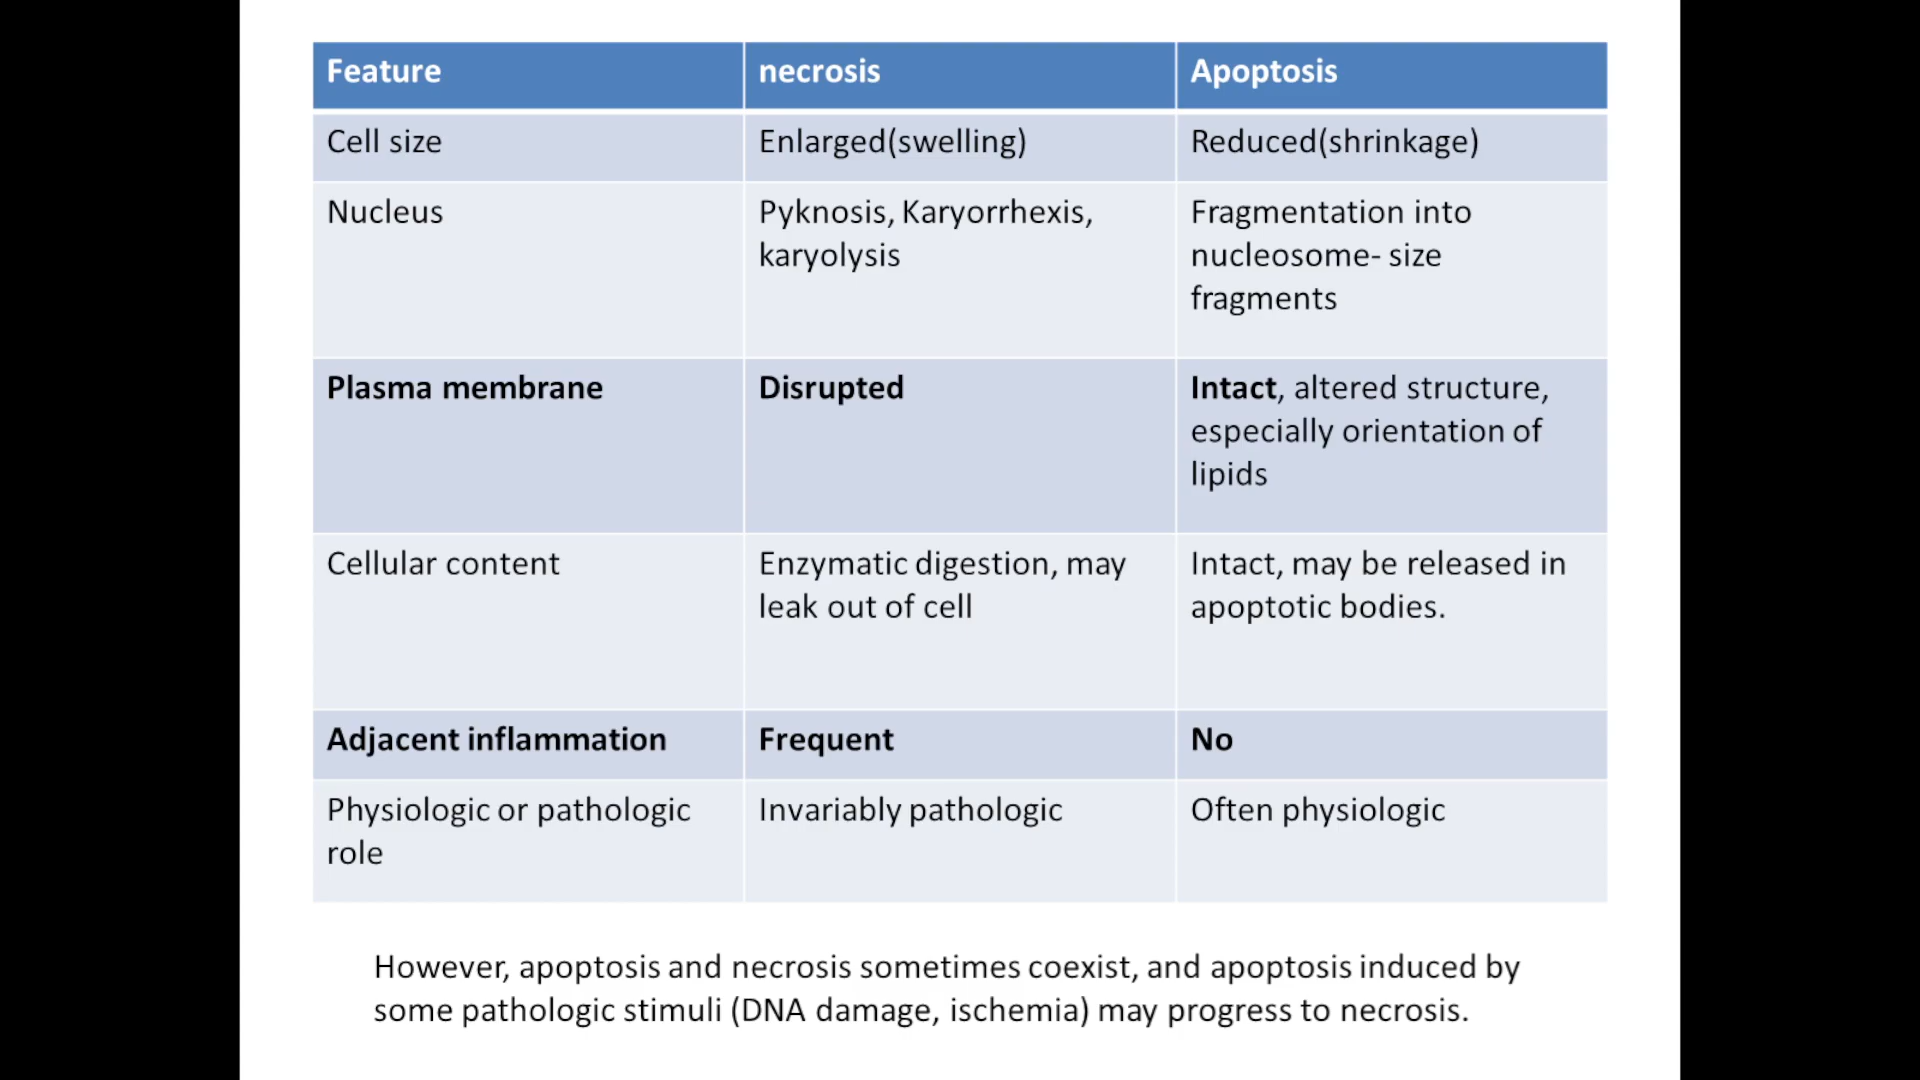 Feature necrosis Apoptosis
Cell size Enlarged(swelling) Reduced(shrinkage)
Nucleus Pyknosis, Karyorrhexis, Fragmentation into
karyolysis nucleosome- size
fragments
Plasma membrane Disrupted Intact, altered structure,
especially orientation of
lipids
Cellular content Enzymatic digestion, may Intact, may be released in
leak out of cell apoptotic bodies.
Adjacent inflammation Frequent No
Physiologic or pathologic Invariably pathologic Often physiologic
role
However, apoptosis and necrosis sometimes coexist, and apoptosis induced by
some pathologic stimuli (DNA damage, ischemia) may progress to necrosis.